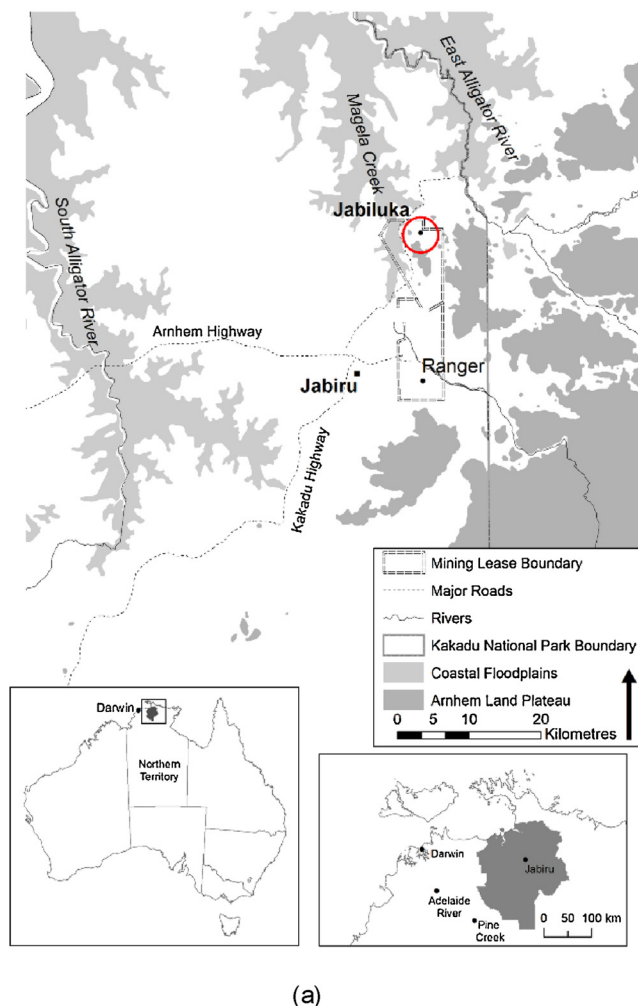 East Alligator River
Magela Creek
Jabiluka
South Alligator River
Arnhem Highway
Ranger
Jabiru
Kakadu Highway
Mining Lease Boundary
Major Roads
Rivers
Kakadu National Park Boundary
Coastal Floodplains
Arnhem Land Plateau
0 5 10 20
Kilometres
Darwin
Northern
Territory
Darwin
Jabiru
Adelaide
River
Pine
Creek
0 50 100 km
(a)